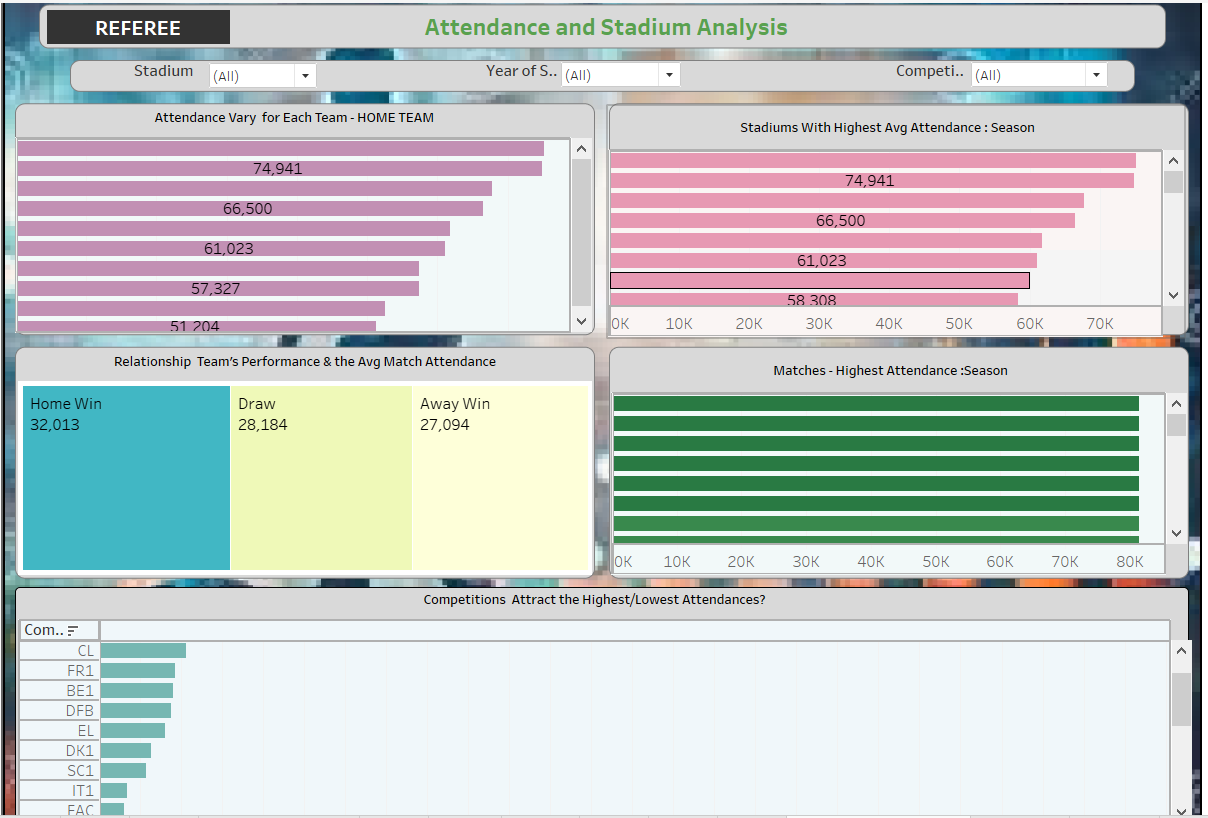 REFEREE
Attendance and Stadium Analysis
Stadium
(All)
Year of S..
(All)
Competi..
(All)
Attendance Vary for Each Team - HOME TEAM
74,941
66,500
61,023
57,327
51,204
Stadiums With Highest Avg Attendance : Season
74,941
66,500
61,023
58,308
0K 10K 20K 30K 40K 50K 60K 70K
Relationship Team's Performance & the Avg Match Attendance
Home Win
32,013
Draw
28,184
Away Win
27,094
Matches - Highest Attendance :Season
0K 10K 20K 30K 40K 50K 60K 70K 80K
Competitions Attract the Highest/Lowest Attendances?
Com..
CL
FR1
BE1
DFB
EL
DK1
SC1
IT1
FAC